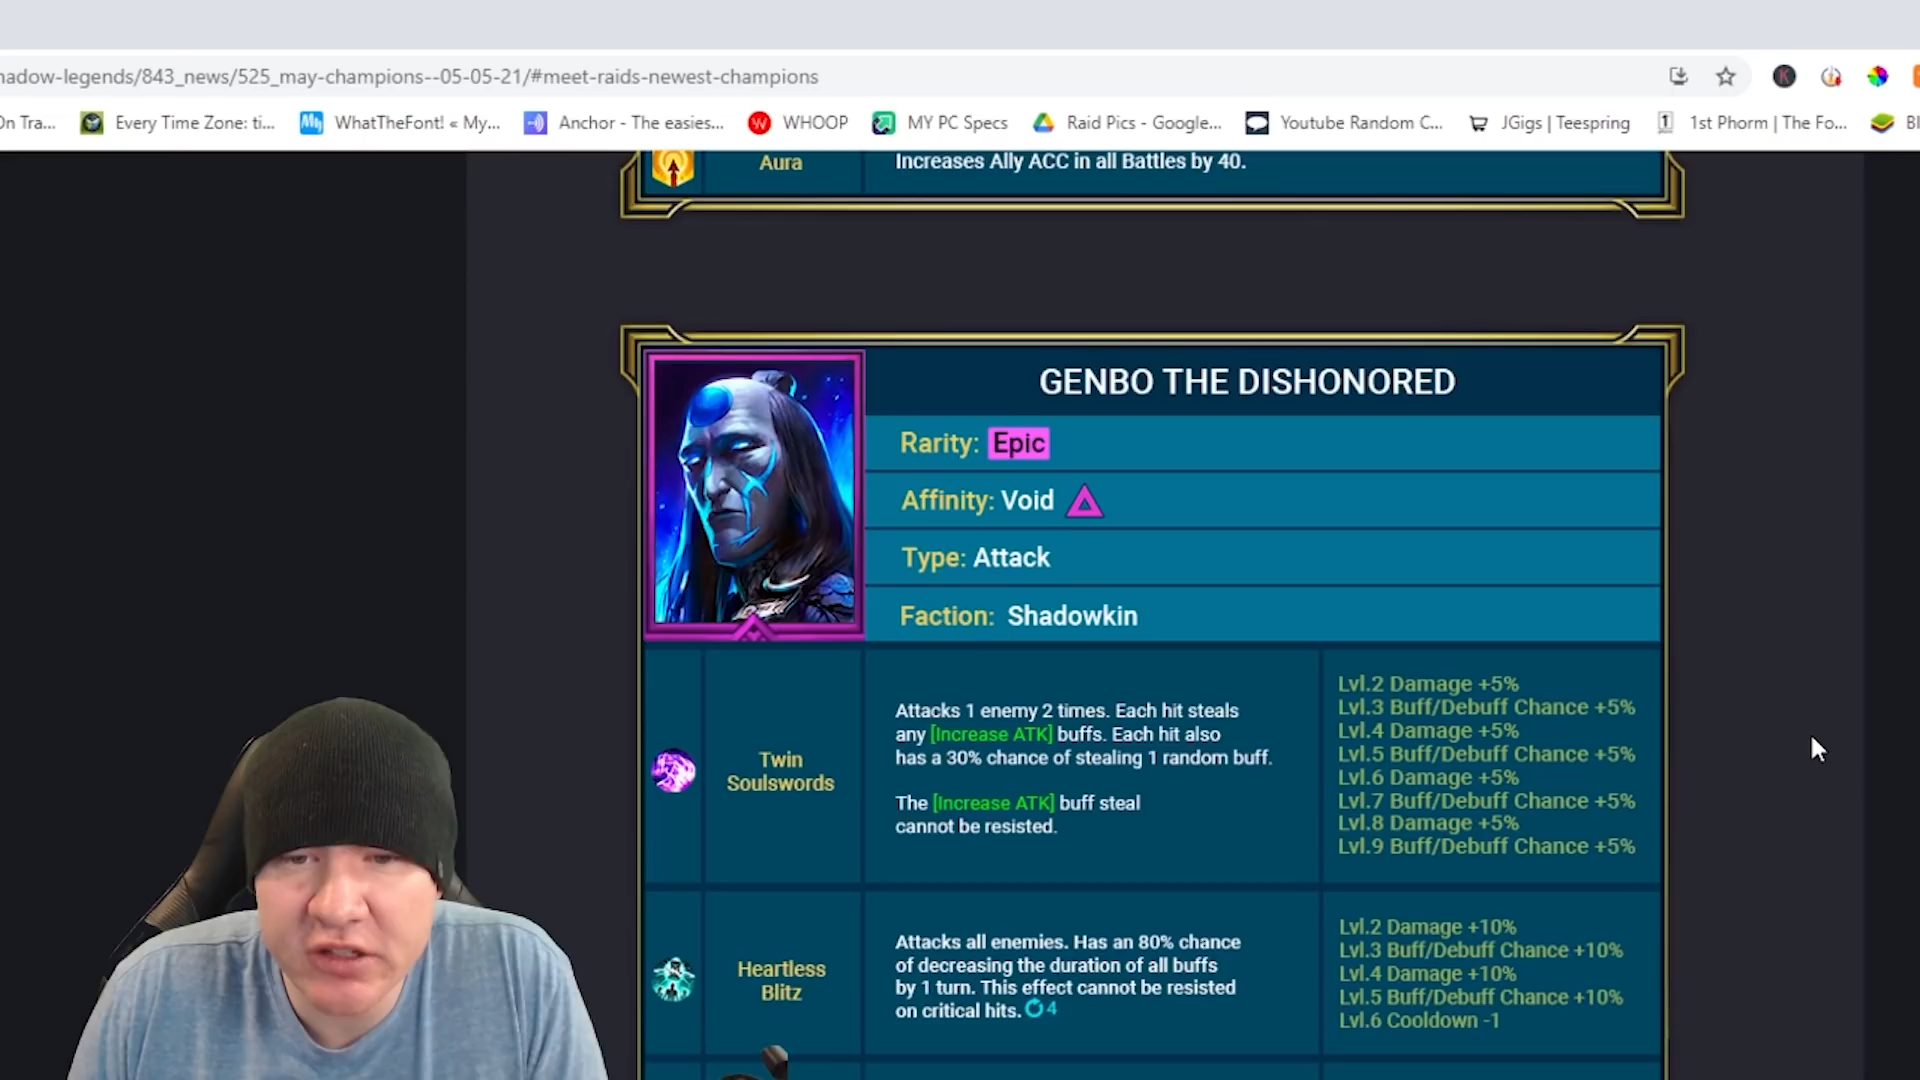 hadow-legends/843_news/525_may-champions--05-05-21/#meet-raids-newest-champions
On Tra... Every Time Zone: ti... WhatTheFont! « My... Anchor - The easies... WHOOP MY PC Specs Raid Pics - Google... Youtube Random C... JGigs | Teespring 1st Phorm | The Fo... Bl
Aura
Increases Ally ACC in all Battles by 40.
GENBO THE DISHONORED
Rarity: Epic
Affinity: Void
Type: Attack
Faction: Shadowkin
Twin
Soulswords
Attacks 1 enemy 2 times. Each hit steals
any [Increase ATK] buffs. Each hit also
has a 30% chance of stealing 1 random buff.
The [Increase ATK] buff steal
cannot be resisted.
Lvl.2 Damage +5%
Lvl.3 Buff/Debuff Chance +5%
Lvl.4 Damage +5%
Lvl.5 Buff/Debuff Chance +5%
Lvl.6 Damage +5%
Lvl.7 Buff/Debuff Chance +5%
Lvl.8 Damage +5%
Lvl.9 Buff/Debuff Chance +5%
Heartless
Blitz
Attacks all enemies. Has an 80% chance
of decreasing the duration of all buffs
by 1 turn. This effect cannot be resisted
on critical hits. 4
Lvl.2 Damage +10%
Lvl.3 Buff/Debuff Chance +10%
Lvl.4 Damage +10%
Lvl.5 Buff/Debuff Chance +10%
Lvl.6 Cooldown -1